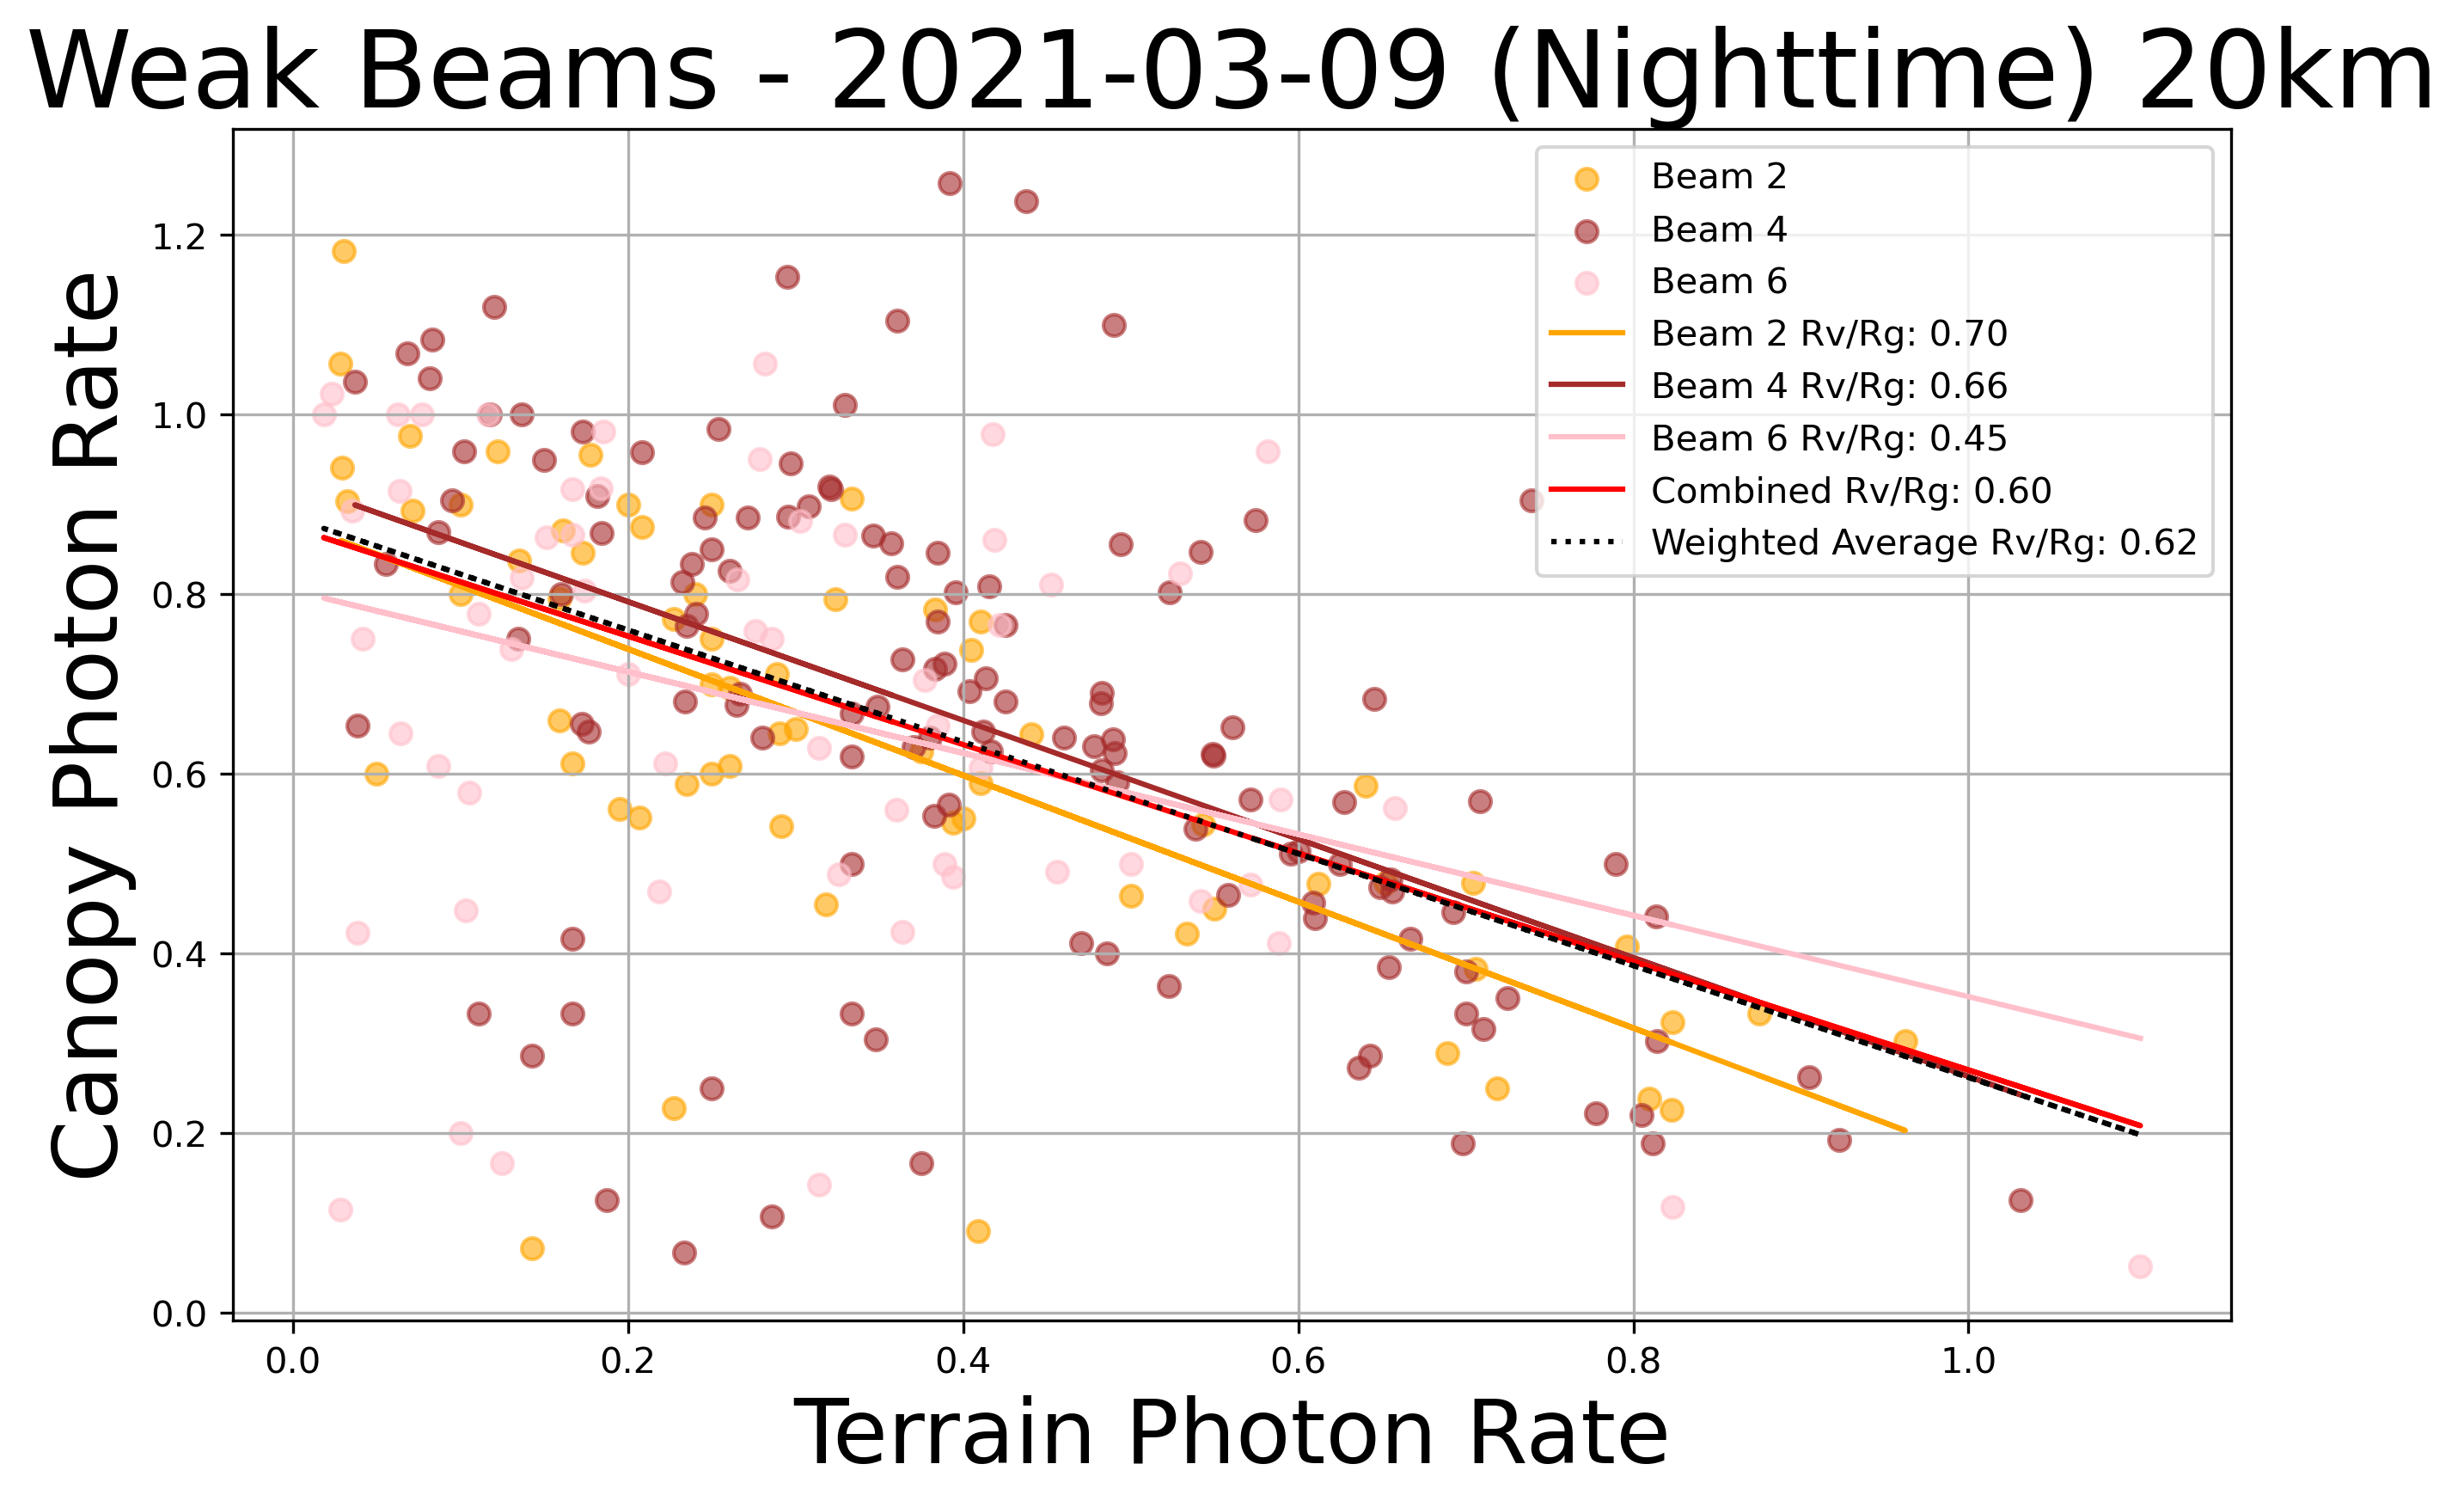 Weak Beams - 2021-03-09 (Nighttime) 20km
Canopy Photon Rate
1.2
1.0
0.8
0.6
0.4
0.2
0.0
Beam 2
Beam 4
Beam 6
Beam 2 Rv/Rg: 0.70
Beam 4 Rv/Rg: 0.66
Beam 6 Rv/Rg: 0.45
Combined Rv/Rg: 0.60
Weighted Average Rv/Rg: 0.62
0.0 0.2 0.4 0.6 0.8 1.0
Terrain Photon Rate